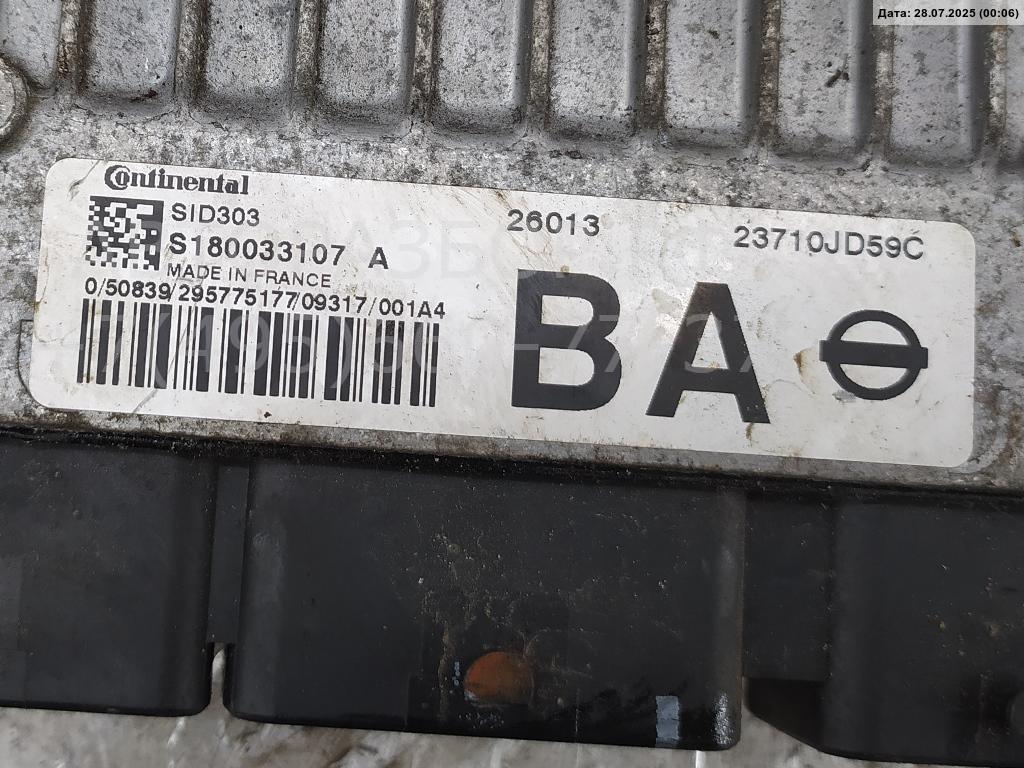 Дата: 28.07.2025 (00:06)
Continental
SID303
26013
23710JD59C
S180033107 A
MADE IN FRANCE
0/50839/295775177/09317/001A4
BA